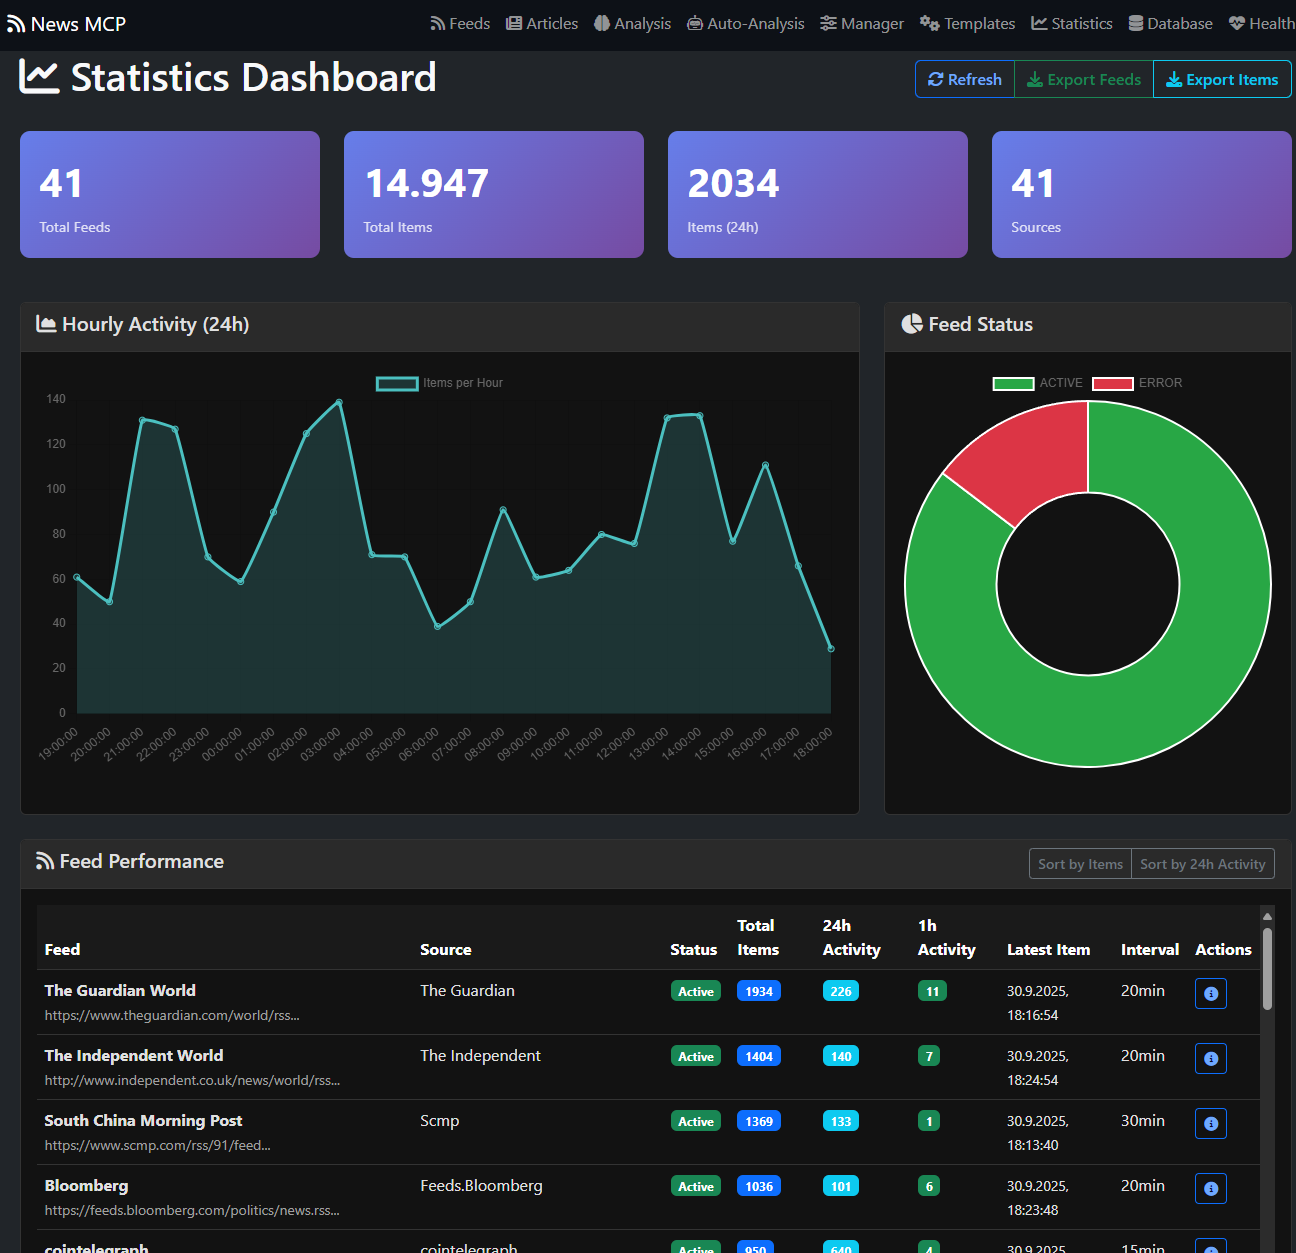 News MCP
Feeds Articles Analysis Auto-Analysis Manager Templates Statistics Database Health
Statistics Dashboard
Refresh Export Feeds Export Items
41
Total Feeds
14.947
Total Items
2034
Items (24h)
41
Sources
Hourly Activity (24h)
Items per Hour
140
120
100
80
60
40
20
0
19:00:00 20:00:00 21:00:00 22:00:00 23:00:00 00:00:00 01:00:00 02:00:00 03:00:00 04:00:00 05:00:00 06:00:00 07:00:00 08:00:00 09:00:00 10:00:00 11:00:00 12:00:00 13:00:00 14:00:00 15:00:00 16:00:00 17:00:00 18:00:00
Feed Status
ACTIVE ERROR
Feed Performance
Sort by Items Sort by 24h Activity
Feed Source Status Total Items 24h Activity 1h Activity Latest Item Interval Actions
The Guardian World The Guardian Active 1934 226 11 30.9.2025, 20min
https://www.theguardian.com/world/rss... 18:16:54
The Independent World The Independent Active 1404 140 7 30.9.2025, 20min
http://www.independent.co.uk/news/world/rss... 18:24:54
South China Morning Post Scmp Active 1369 133 1 30.9.2025, 30min
https://www.scmp.com/rss/91/feed... 18:13:40
Bloomberg Feeds.Bloomberg Active 1036 101 6 30.9.2025, 20min
https://feeds.bloomberg.com/politics/news.rss... 18:23:48
cointelegraph cointelegraph Active 950 640 4 30.9.2025, 15min